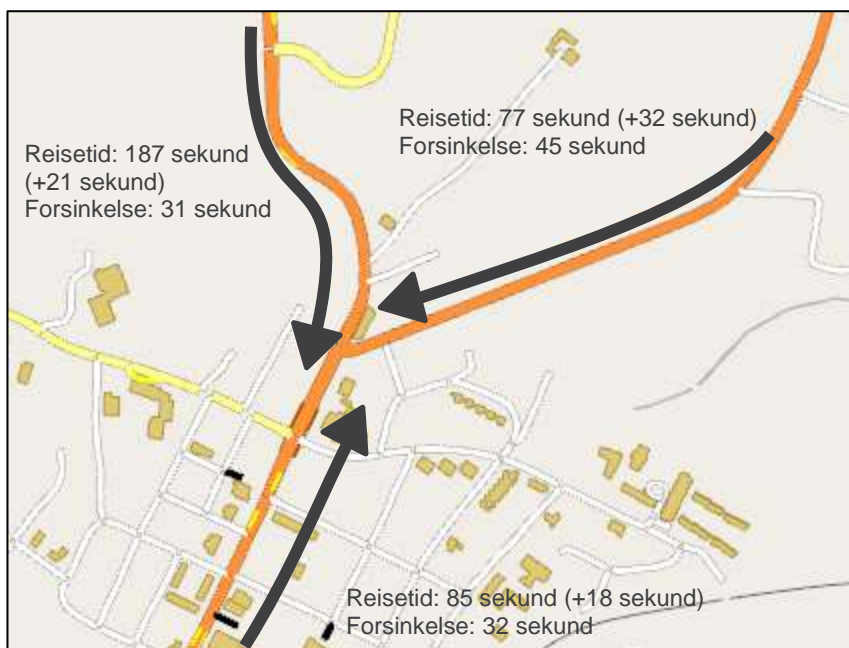 Reisetid: 77 sekund (+32 sekund)
Forsinkelse: 45 sekund
Reisetid: 187 sekund
(+21 sekund)
Forsinkelse: 31 sekund
Reisetid: 85 sekund (+18 sekund)
Forsinkelse: 32 sekund